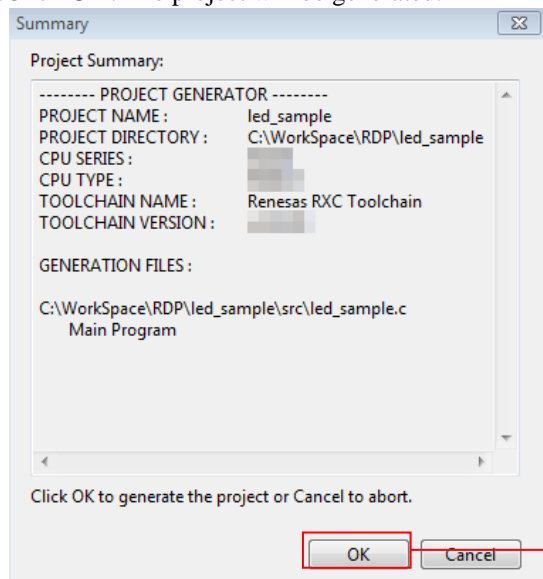 Summary
Project Summary:
-------- PROJECT GENERATOR --------
PROJECT NAME : led_sample
PROJECT DIRECTORY : C:\WorkSpace\RDP\led_sample
CPU SERIES :
CPU TYPE :
TOOLCHAIN NAME : Renesas RXC Toolchain
TOOLCHAIN VERSION :
GENERATION FILES :
C:\WorkSpace\RDP\led_sample\src\led_sample.c
Main Program
Click OK to generate the project or Cancel to abort.
OK Cancel